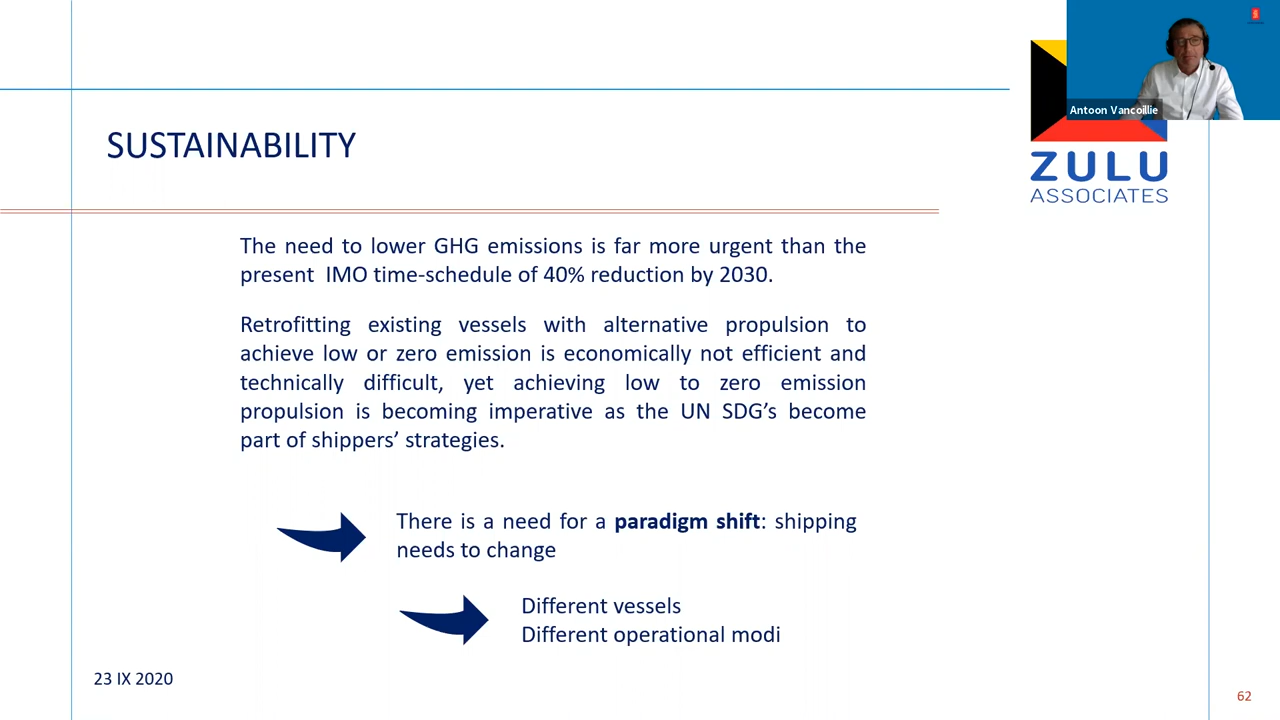 Antoon Vancoillie
SUSTAINABILITY
ZULU
ASSOCIATES
The need to lower GHG emissions is far more urgent than the
present IMO time-schedule of 40% reduction by 2030.
Retrofitting existing vessels with alternative propulsion to
achieve low or zero emission is economically not efficient and
technically difficult, yet achieving low to zero emission
propulsion is becoming imperative as the UN SDG’s become
part of shippers’ strategies.
There is a need for a paradigm shift: shipping
needs to change
Different vessels
Different operational modi
23 IX 2020
62